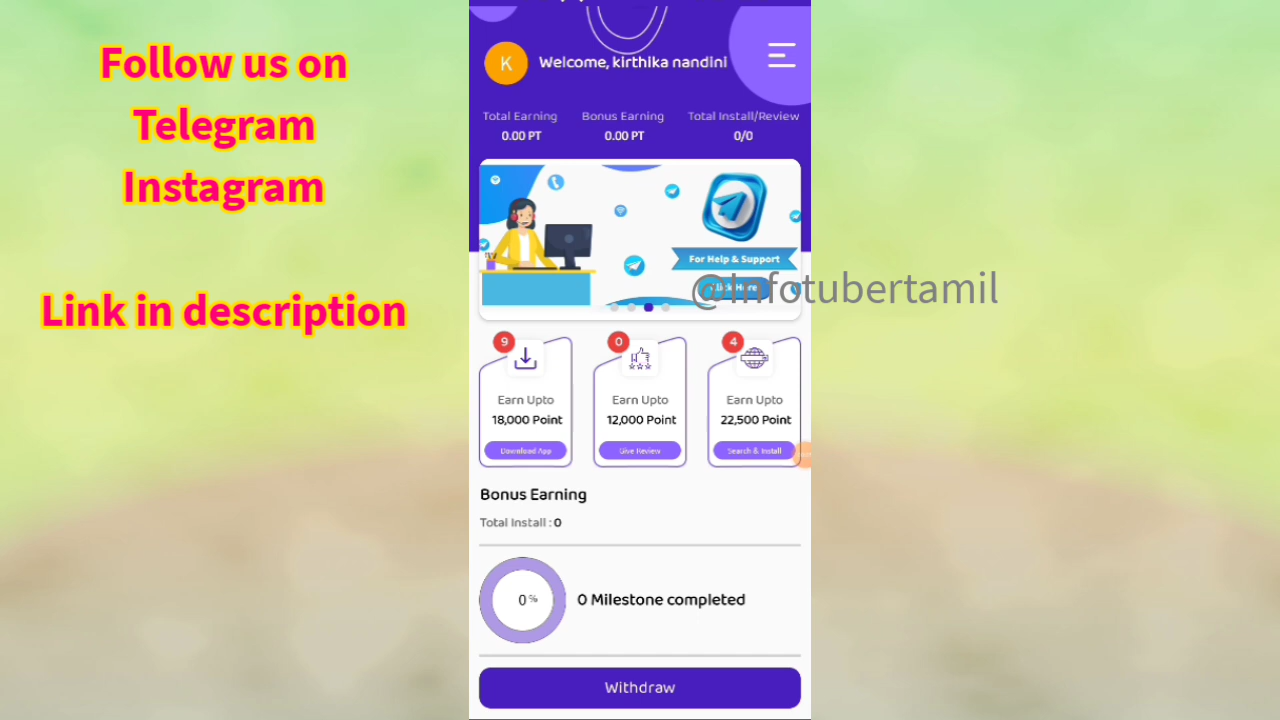 Follow us on
Telegram
Instagram
Link in description
K
Welcome, kirthika nandini
Total Earning
Bonus Earning
Total Install/Review
0.00 PT
0.00 PT
0/0
For Help & Support
Click Here
@infotubertamil
9
0
4
Earn Upto
Earn Upto
Earn Upto
18,000 Point
12,000 Point
22,500 Point
Download App
Give Review
Search & Install
Bonus Earning
Total Install : 0
0 %
0 Milestone completed
Withdraw